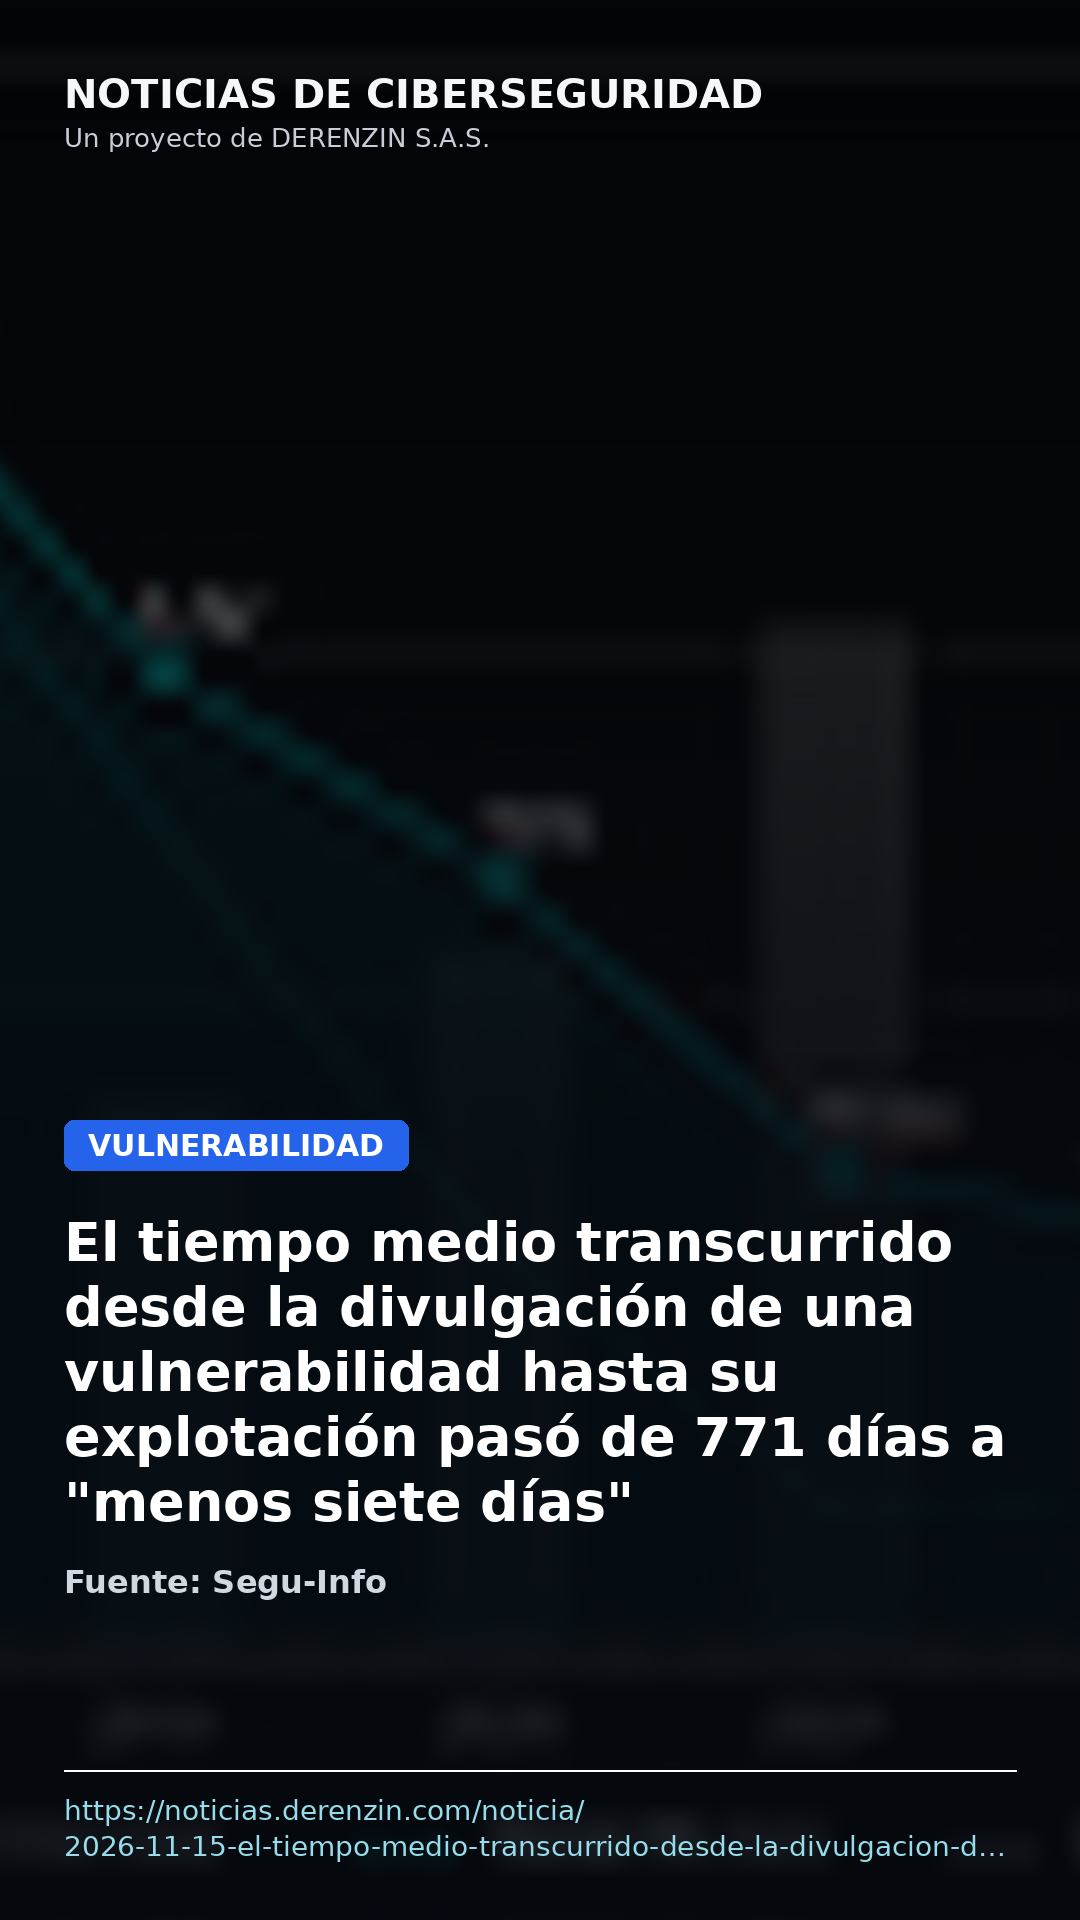 NOTICIAS DE CIBERSEGURIDAD
Un proyecto de DERENZIN S.A.S.
VULNERABILIDAD
El tiempo medio transcurrido
desde la divulgación de una
vulnerabilidad hasta su
explotación pasó de 771 días a
"menos siete días"
Fuente: Segu-Info
https://noticias.derenzin.com/noticia/
2026-11-15-el-tiempo-medio-transcurrido-desde-la-divulgacion-d...